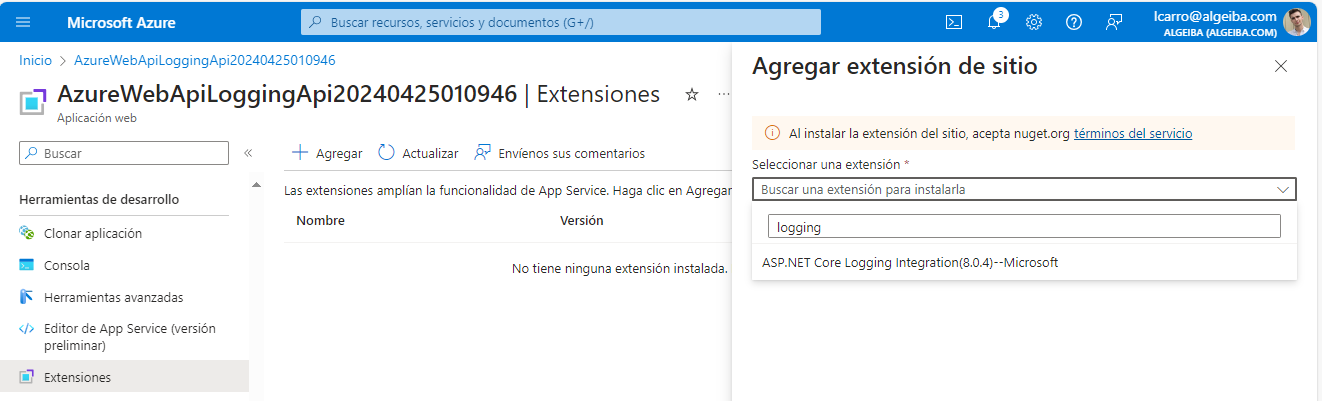 Microsoft Azure
Buscar recursos, servicios y documentos (G+/)
3
lcarro@algeiba.com
ALGEIBA (ALGEIBA.COM)
Inicio > AzureWebApiLoggingApi20240425010946
AzureWebApiLoggingApi20240425010946 | Extensiones
Aplicación web
Buscar
Herramientas de desarrollo
Clonar aplicación
Consola
Herramientas avanzadas
Editor de App Service (versión
preliminar)
Extensiones
Agregar Actualizar Envíenos sus comentarios
Las extensiones amplían la funcionalidad de App Service. Haga clic en Agregar
Nombre Versión
No tiene ninguna extensión instalada.
Agregar extensión de sitio
Al instalar la extensión del sitio, acepta nuget.org términos del servicio
Seleccionar una extensión *
Buscar una extensión para instalarla
logging
ASP.NET Core Logging Integration(8.0.4)--Microsoft